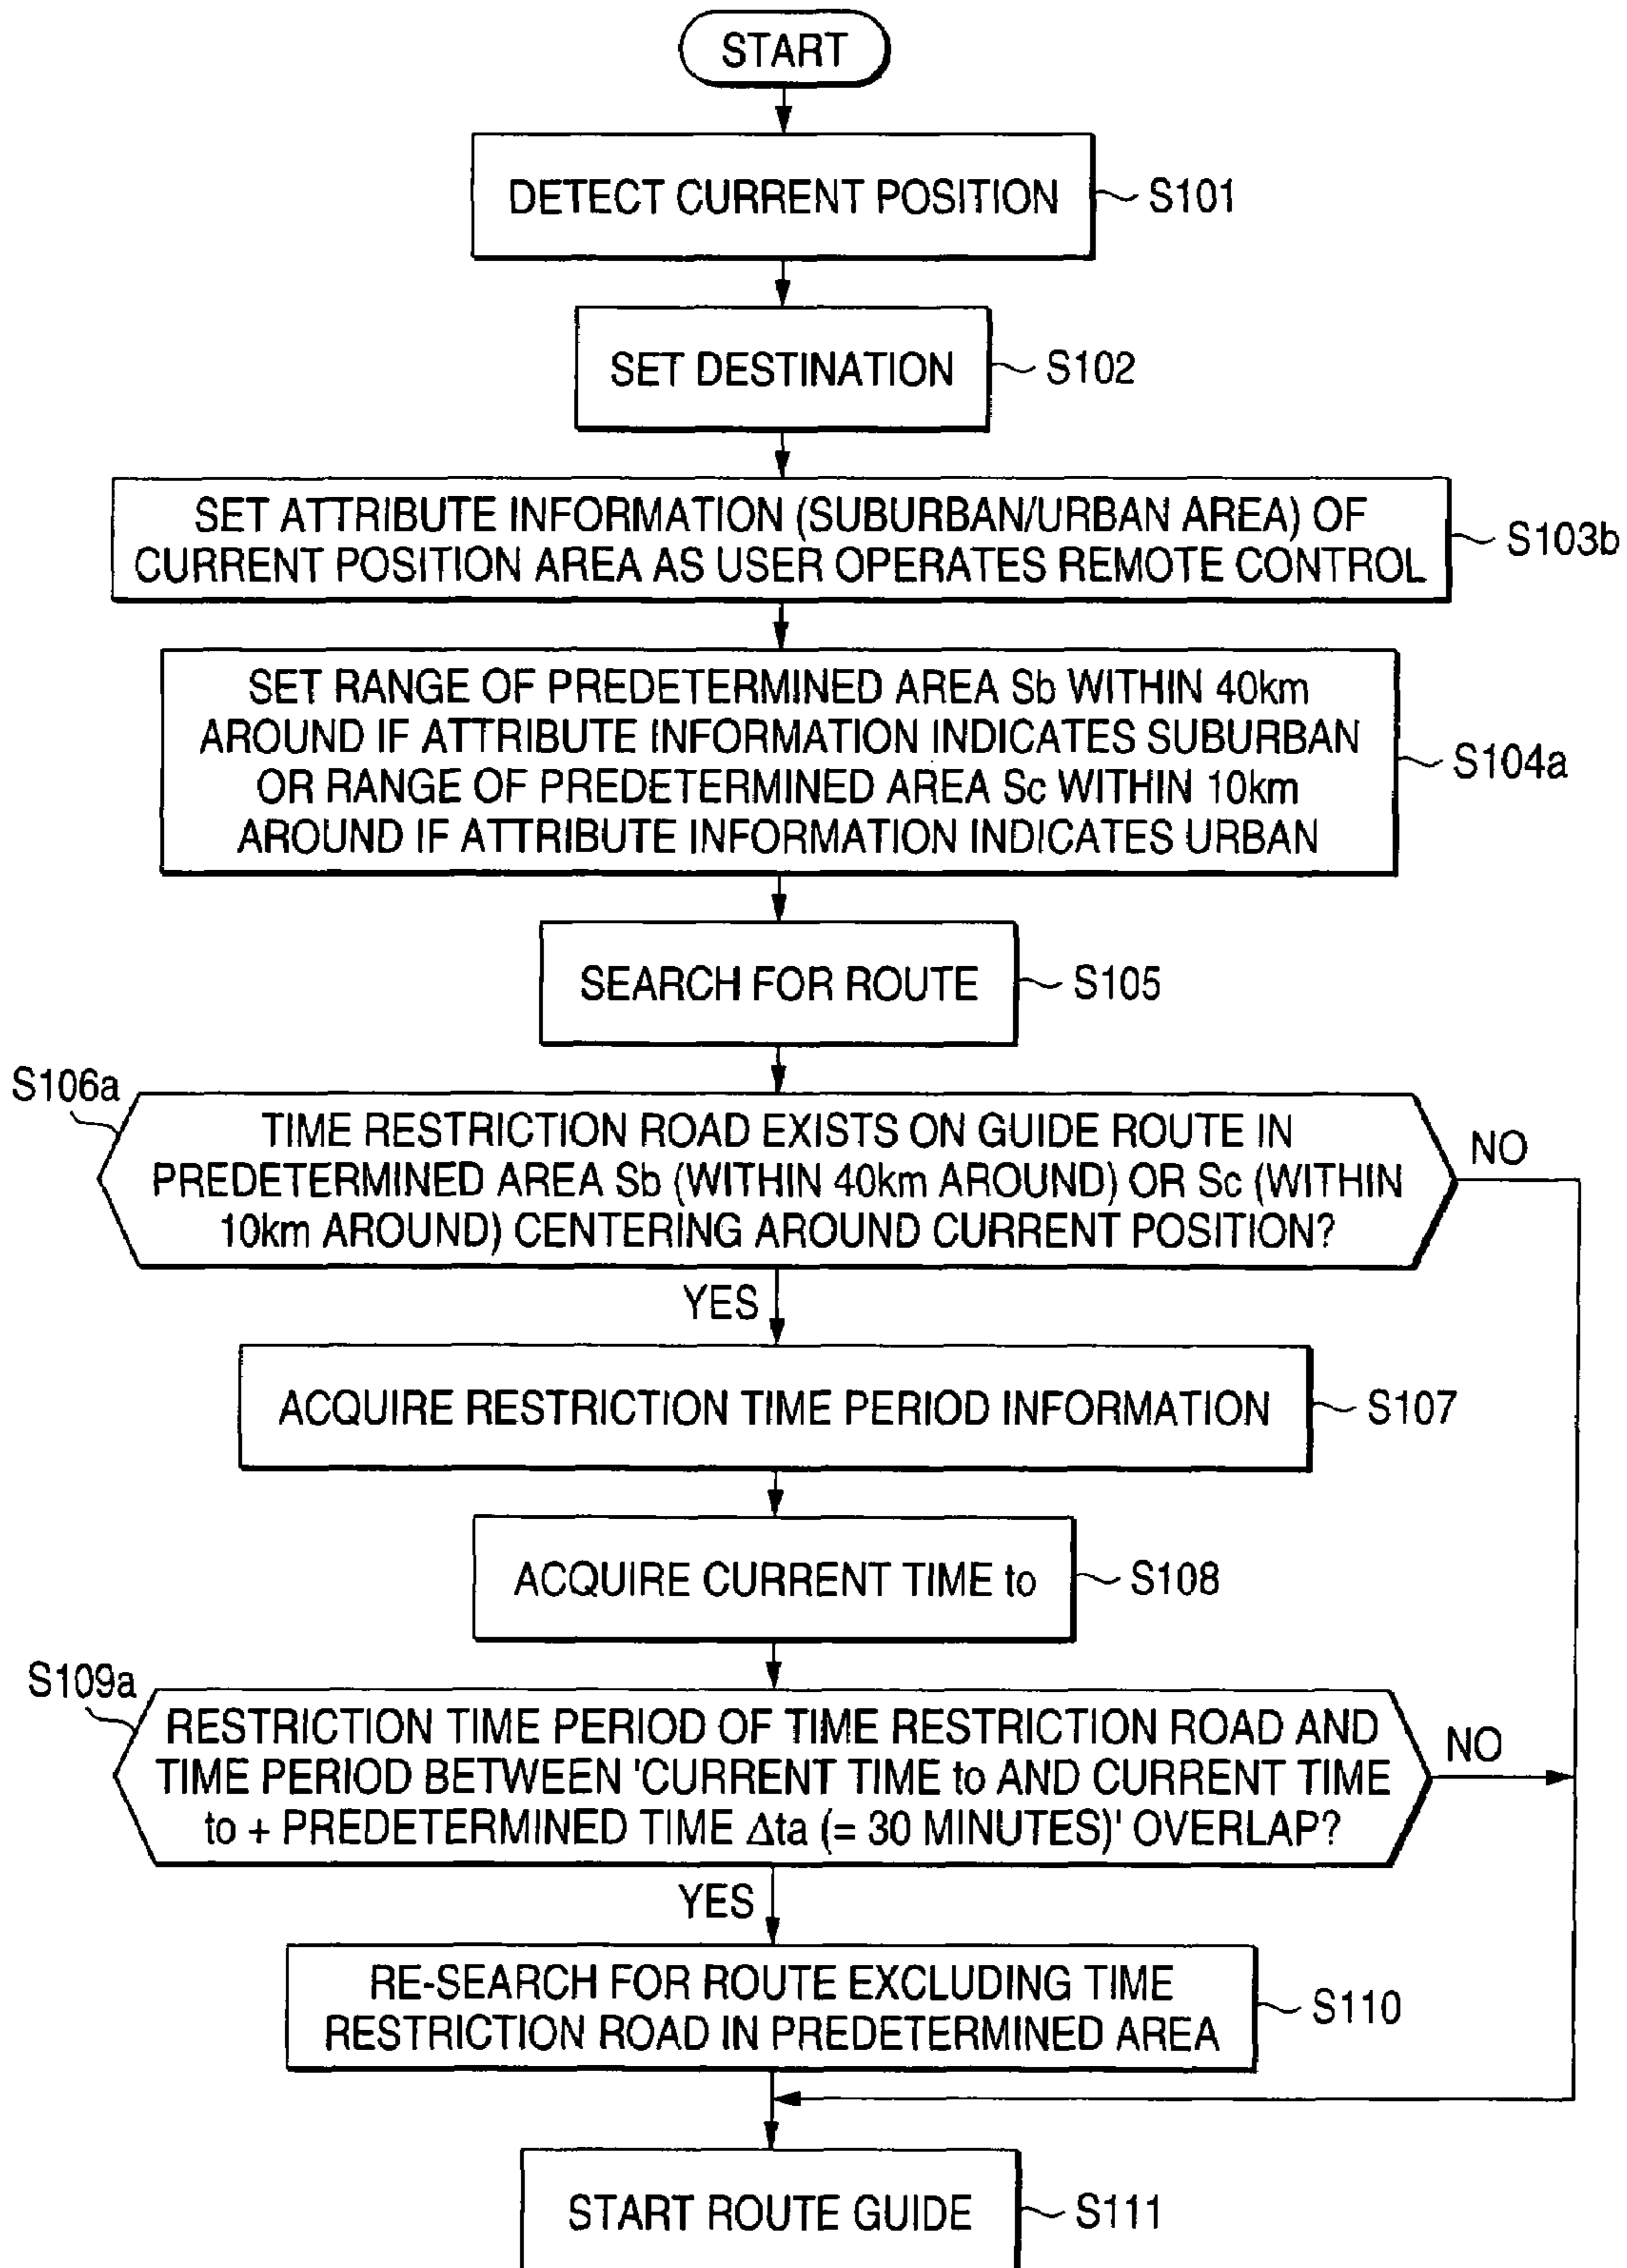 START
DETECT CURRENT POSITION
S101
SET DESTINATION
S102
SET ATTRIBUTE INFORMATION (SUBURBAN/URBAN AREA) OF
CURRENT POSITION AREA AS USER OPERATES REMOTE CONTROL
S103b
SET RANGE OF PREDETERMINED AREA Sb WITHIN 40km
AROUND IF ATTRIBUTE INFORMATION INDICATES SUBURBAN
OR RANGE OF PREDETERMINED AREA Sc WITHIN 10km
AROUND IF ATTRIBUTE INFORMATION INDICATES URBAN
S104a
SEARCH FOR ROUTE
S105
S106a
TIME RESTRICTION ROAD EXISTS ON GUIDE ROUTE IN
PREDETERMINED AREA Sb (WITHIN 40km AROUND) OR Sc (WITHIN
10km AROUND) CENTERING AROUND CURRENT POSITION?
NO
YES
ACQUIRE RESTRICTION TIME PERIOD INFORMATION
S107
ACQUIRE CURRENT TIME to
S108
S109a
RESTRICTION TIME PERIOD OF TIME RESTRICTION ROAD AND
TIME PERIOD BETWEEN 'CURRENT TIME to AND CURRENT TIME
to + PREDETERMINED TIME Δta (= 30 MINUTES)' OVERLAP?
NO
YES
RE-SEARCH FOR ROUTE EXCLUDING TIME
RESTRICTION ROAD IN PREDETERMINED AREA
S110
START ROUTE GUIDE
S111